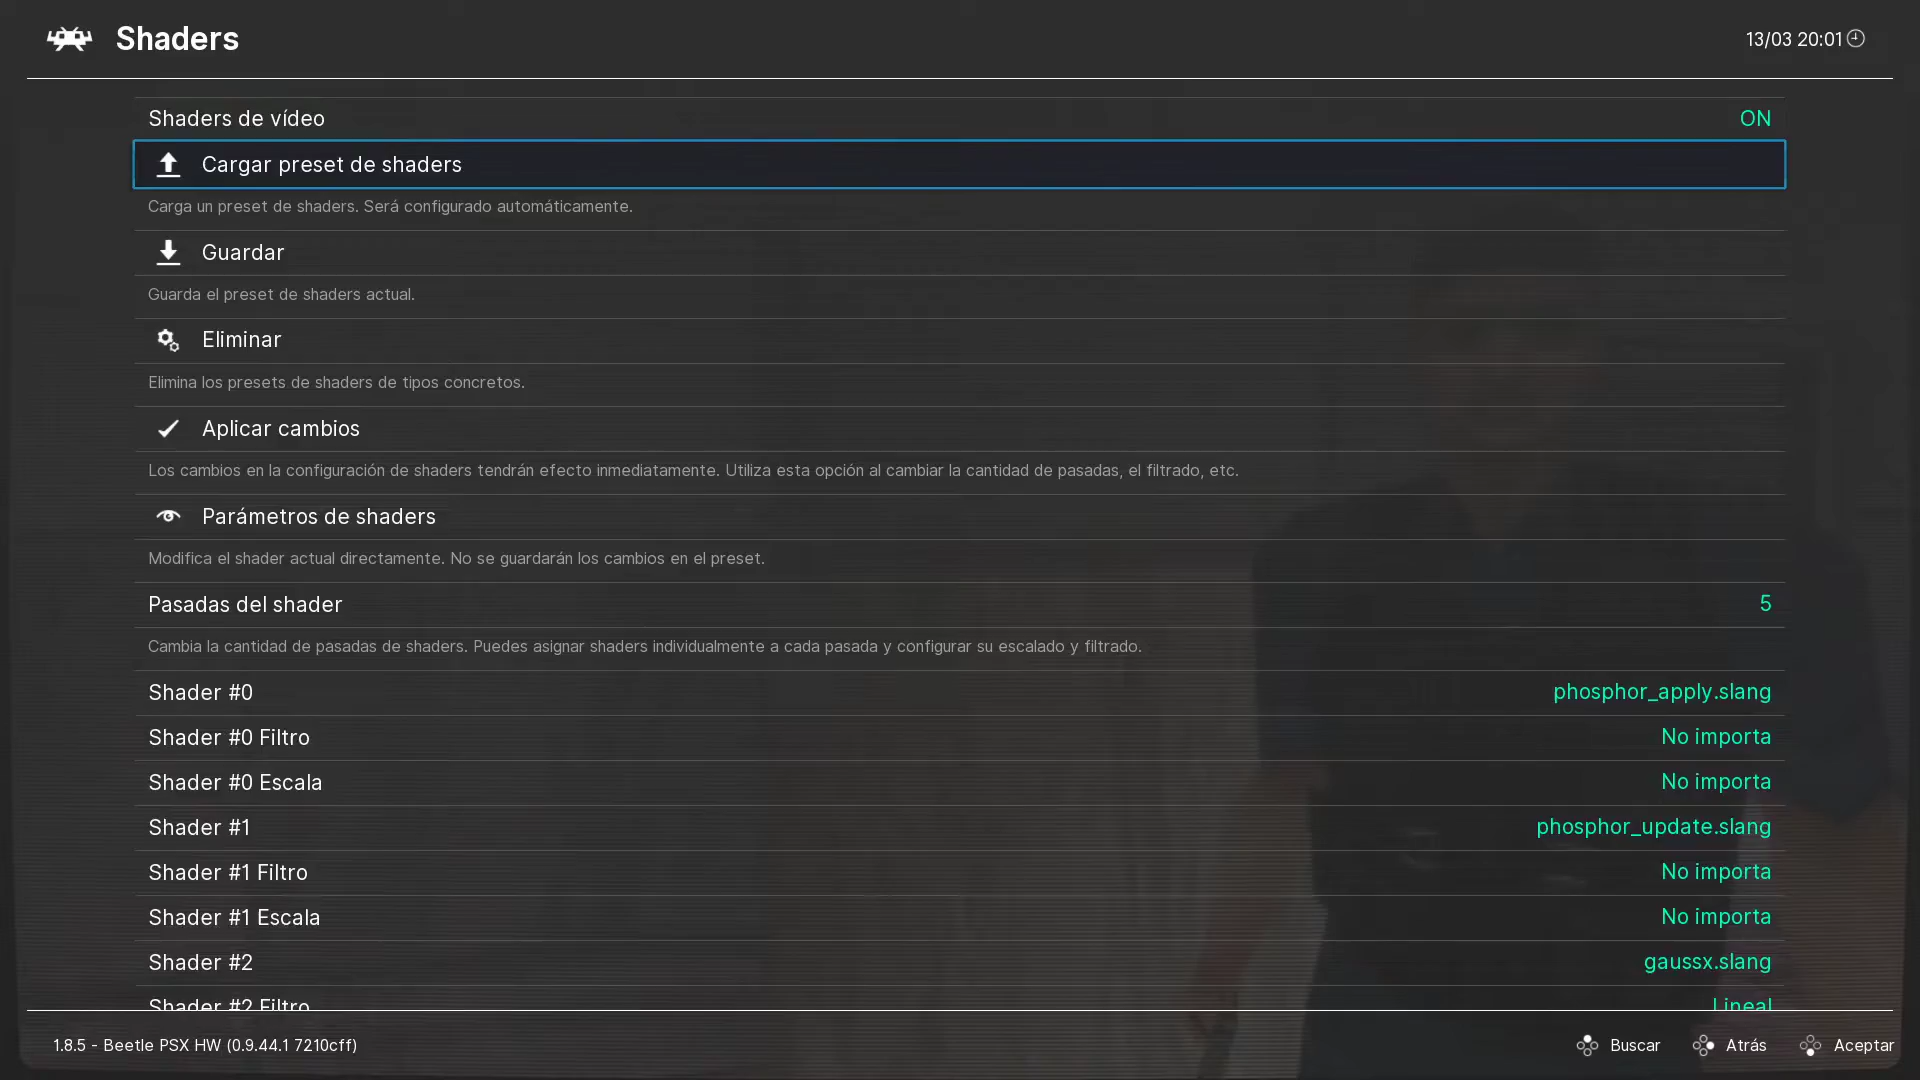 Shaders
13/03 20:01
Shaders de vídeo ON
Cargar preset de shaders
Carga un preset de shaders. Será configurado automáticamente.
Guardar
Guarda el preset de shaders actual.
Eliminar
Elimina los presets de shaders de tipos concretos.
Aplicar cambios
Los cambios en la configuración de shaders tendrán efecto inmediatamente. Utiliza esta opción al cambiar la cantidad de pasadas, el filtrado, etc.
Parámetros de shaders
Modifica el shader actual directamente. No se guardarán los cambios en el preset.
Pasadas del shader 5
Cambia la cantidad de pasadas de shaders. Puedes asignar shaders individualmente a cada pasada y configurar su escalado y filtrado.
Shader #0 phosphor_apply.slang
Shader #0 Filtro No importa
Shader #0 Escala No importa
Shader #1 phosphor_update.slang
Shader #1 Filtro No importa
Shader #1 Escala No importa
Shader #2 gaussx.slang
Shader #2 Filtro Lineal
1.8.5 - Beetle PSX HW (0.9.44.1 7210cff)
Buscar Atrás Aceptar